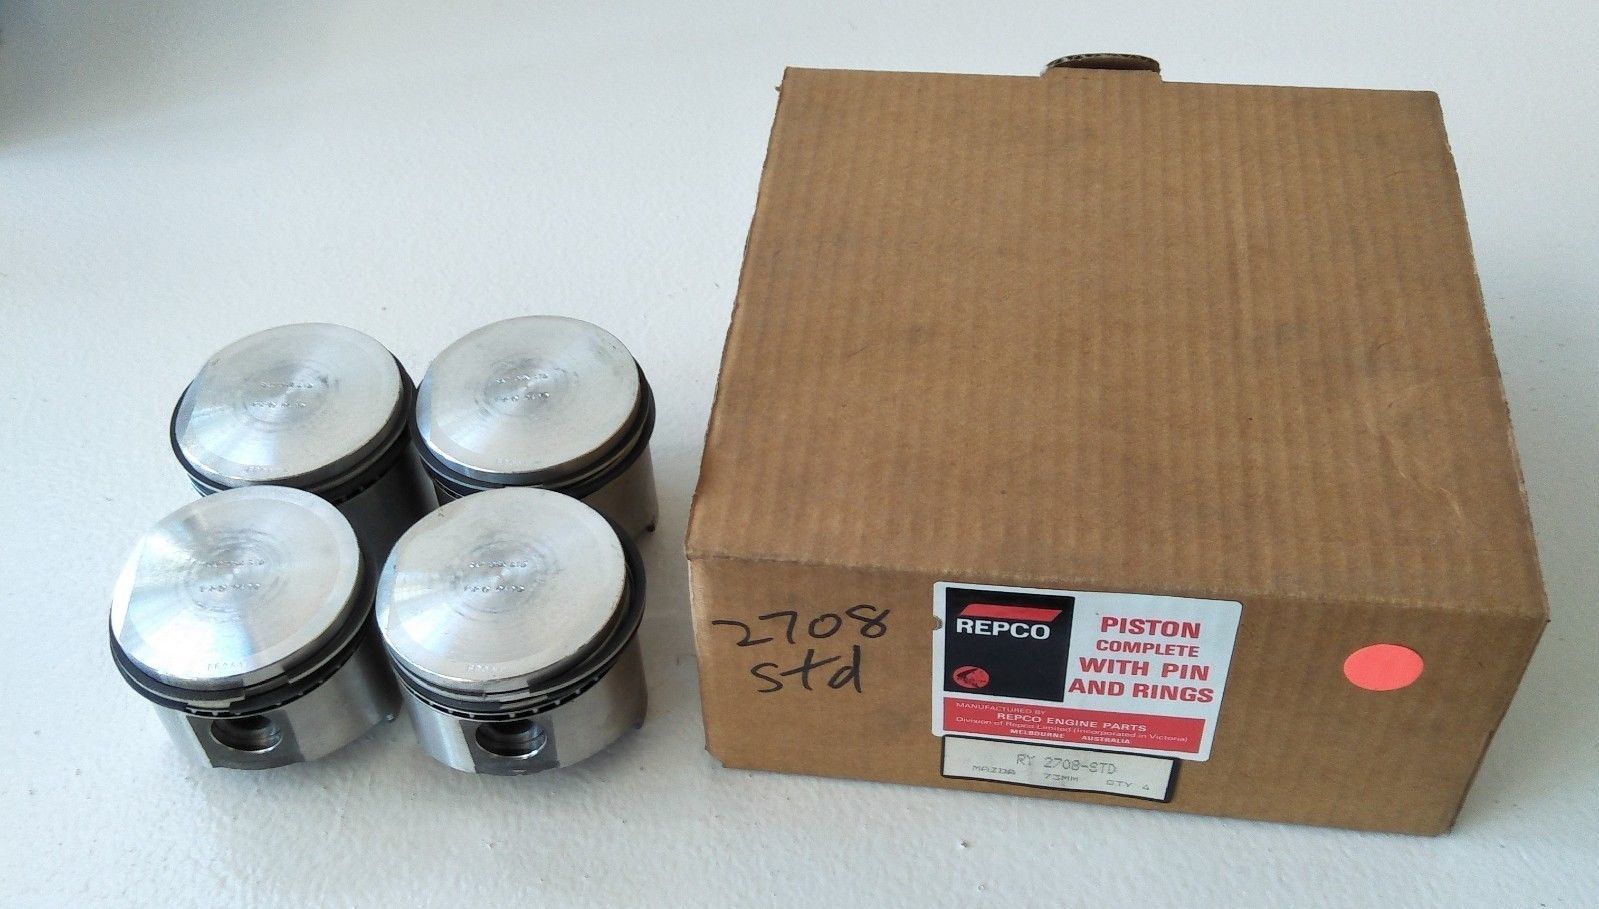 2708
std
REPCO
PISTON
COMPLETE
WITH PIN
AND RINGS
MANUFACTURED BY
REPCO ENGINE PARTS
Division of Repco Limited (Incorporated in Victoria)
MELBOURNE AUSTRALIA
RY 2708-STD
MAZDA 73MM QTY 4